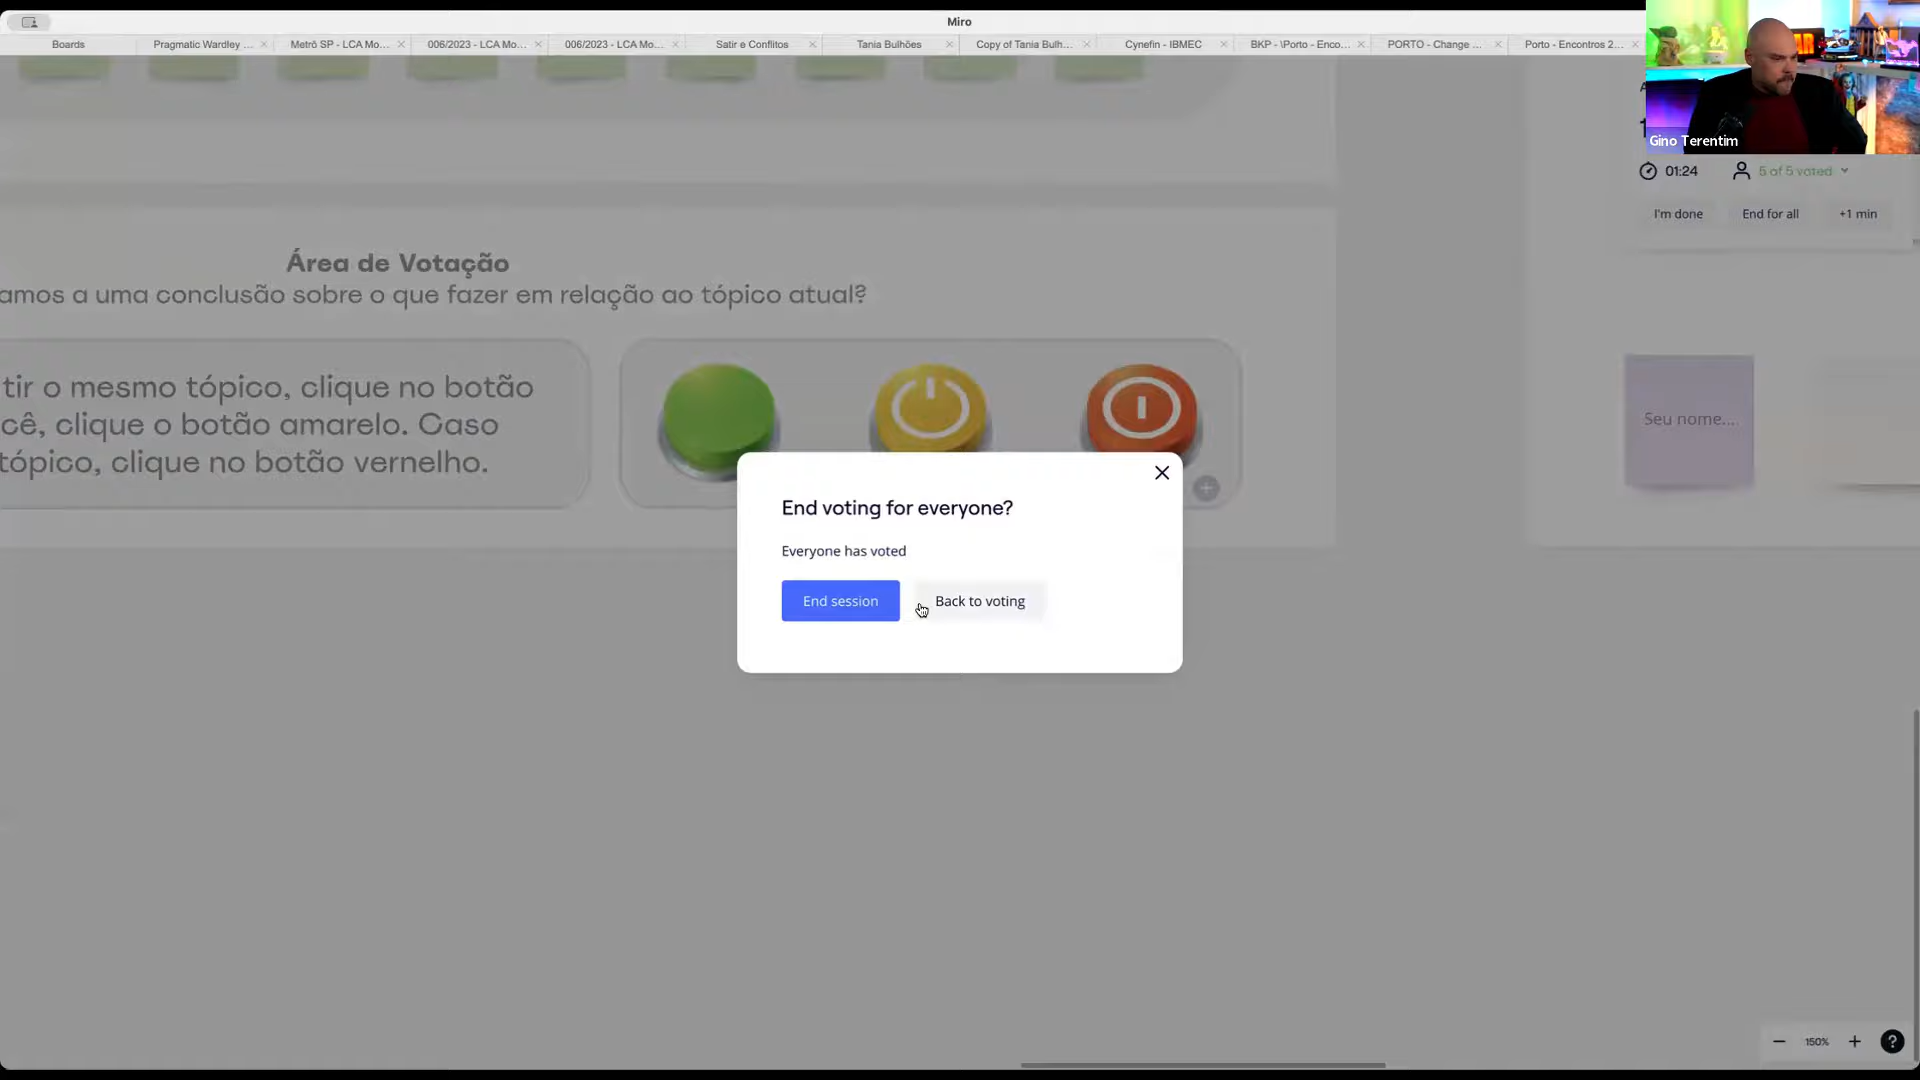 Miro
Boards
Pragmatic Wardley ...
Metrô SP - LCA Mo...
006/2023 - LCA Mo...
006/2023 - LCA Mo...
Satir e Conflitos
Tania Bulhões
Copy of Tania Bulh...
Cynefin - IBMEC
BKP - \Porto - Enco...
PORTO - Change ...
Porto - Encontros 2...
Gino Terentim
01:24
5 of 5 voted
I'm done
End for all
+1 min
Área de Votação
amos a uma conclusão sobre o que fazer em relação ao tópico atual?
tir o mesmo tópico, clique no botão
cê, clique o botão amarelo. Caso
tópico, clique no botão vernelho.
Seu nome...
End voting for everyone?
Everyone has voted
End session
Back to voting
150%